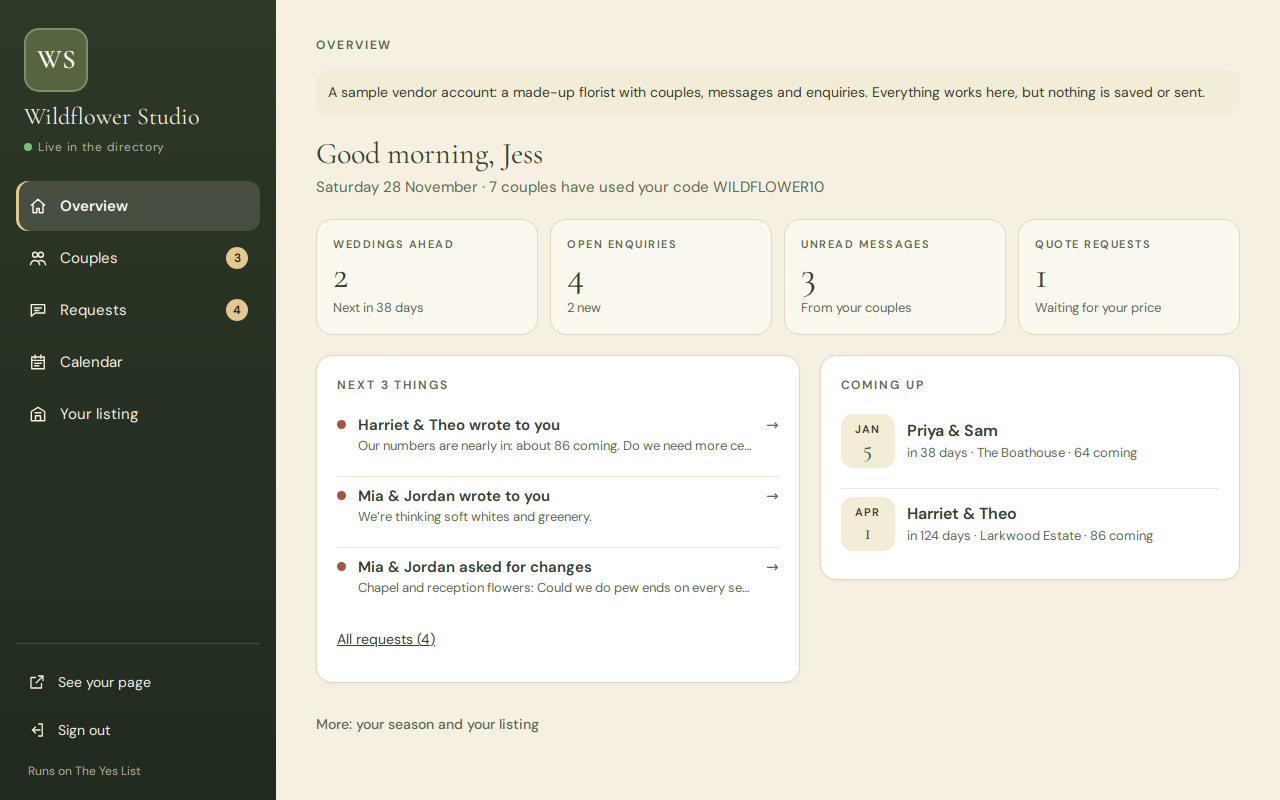 WS
Wildflower Studio
Live in the directory
Overview
Couples 3
Requests 4
Calendar
Your listing
See your page
Sign out
Runs on The Yes List
OVERVIEW
A sample vendor account: a made-up florist with couples, messages and enquiries. Everything works here, but nothing is saved or sent.
Good morning, Jess
Saturday 28 November · 7 couples have used your code WILDFLOWER10
WEDDINGS AHEAD
2
Next in 38 days
OPEN ENQUIRIES
4
2 new
UNREAD MESSAGES
3
From your couples
QUOTE REQUESTS
1
Waiting for your price
NEXT 3 THINGS
Harriet & Theo wrote to you →
Our numbers are nearly in: about 86 coming. Do we need more ce…
Mia & Jordan wrote to you →
We’re thinking soft whites and greenery.
Mia & Jordan asked for changes →
Chapel and reception flowers: Could we do pew ends on every se…
All requests (4)
COMING UP
JAN
5
Priya & Sam
in 38 days · The Boathouse · 64 coming
APR
1
Harriet & Theo
in 124 days · Larkwood Estate · 86 coming
More: your season and your listing